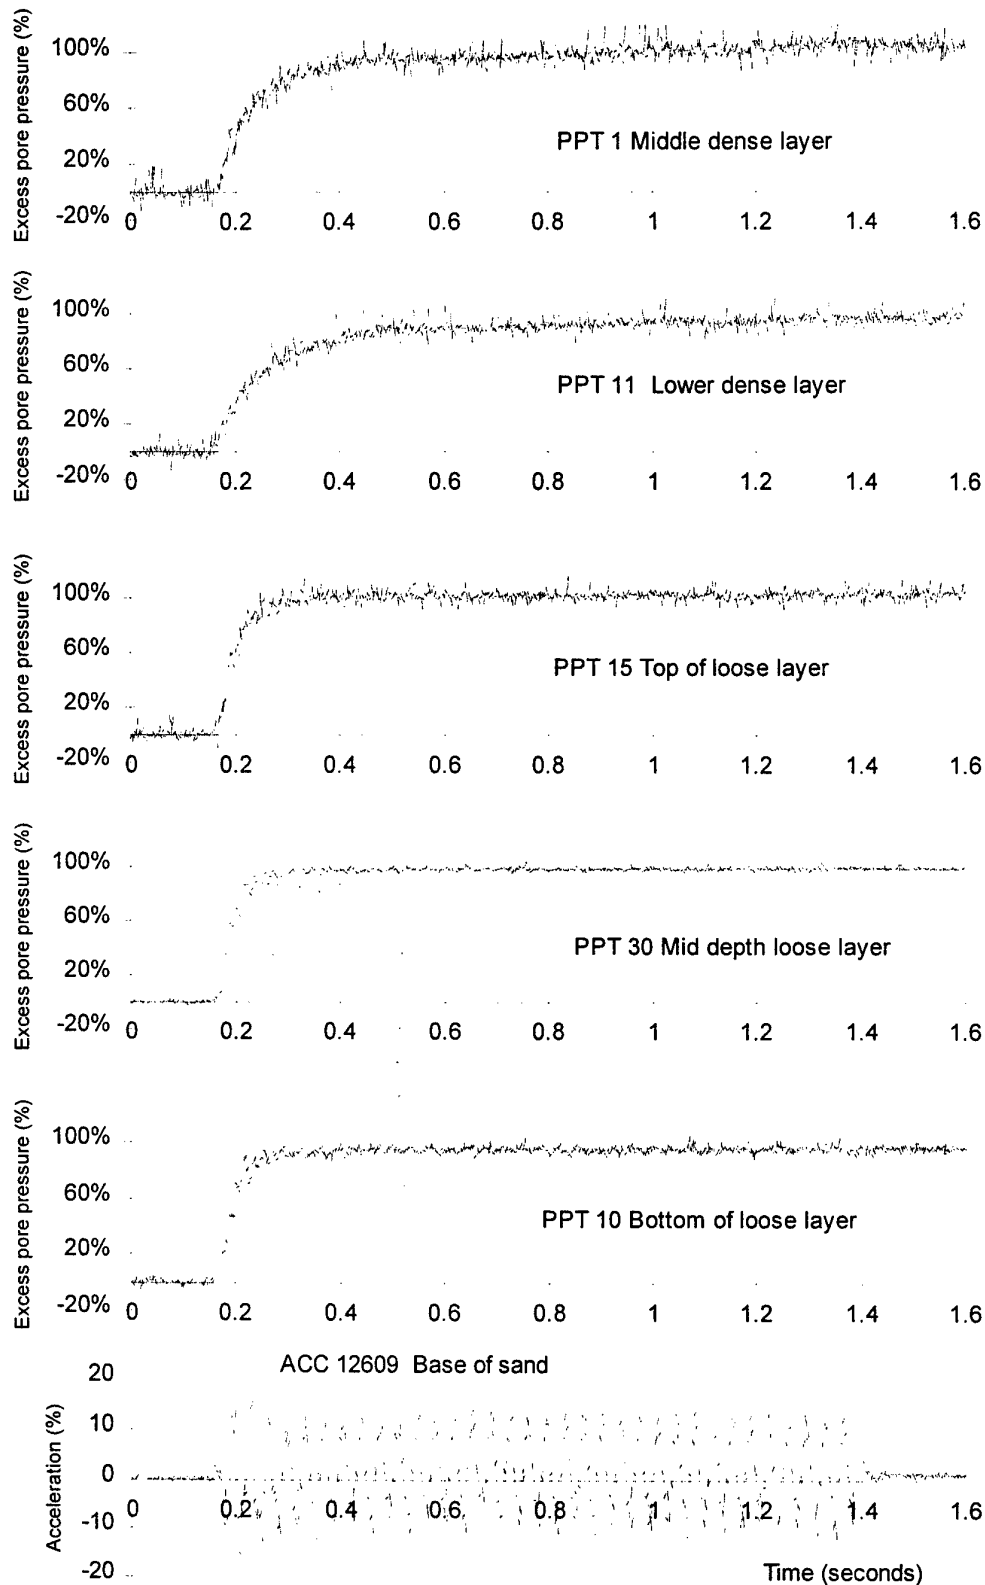 Excess pore pressure (%)
100%
60%
20%
-20%
PPT 1 Middle dense layer
0 0.2 0.4 0.6 0.8 1 1.2 1.4 1.6
Excess pore pressure (%)
100%
60%
20%
-20%
PPT 11 Lower dense layer
0 0.2 0.4 0.6 0.8 1 1.2 1.4 1.6
Excess pore pressure (%)
100%
60%
20%
-20%
PPT 15 Top of loose layer
0 0.2 0.4 0.6 0.8 1 1.2 1.4 1.6
Excess pore pressure (%)
100%
60%
20%
-20%
PPT 30 Mid depth loose layer
0 0.2 0.4 0.6 0.8 1 1.2 1.4 1.6
Excess pore pressure (%)
100%
60%
20%
-20%
PPT 10 Bottom of loose layer
0 0.2 0.4 0.6 0.8 1 1.2 1.4 1.6
ACC 12609 Base of sand
Acceleration (%)
20
10
0
-10
-20
0 0.2 0.4 0.6 0.8 1 1.2 1.4 1.6
Time (seconds)